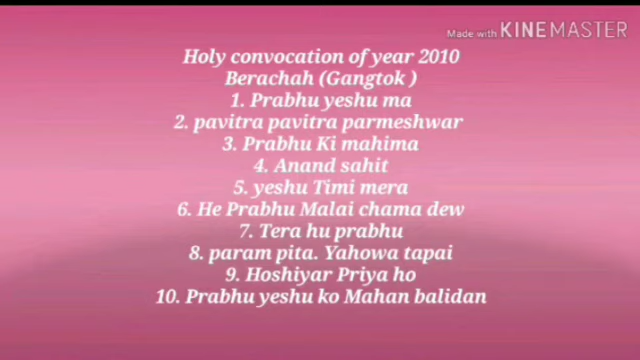 Made with KINEMASTER
Holy convocation of year 2010
Berachah (Gangtok )
1. Prabhu yeshu ma
2. pavitra pavitra parmeshwar
3. Prabhu Ki mahima
4. Anand sahit
5. yeshu Timi mera
6. He Prabhu Malai chama dew
7. Tera hu prabhu
8. param pita. Yahowa tapai
9. Hoshiyar Priya ho
10. Prabhu yeshu ko Mahan balidan